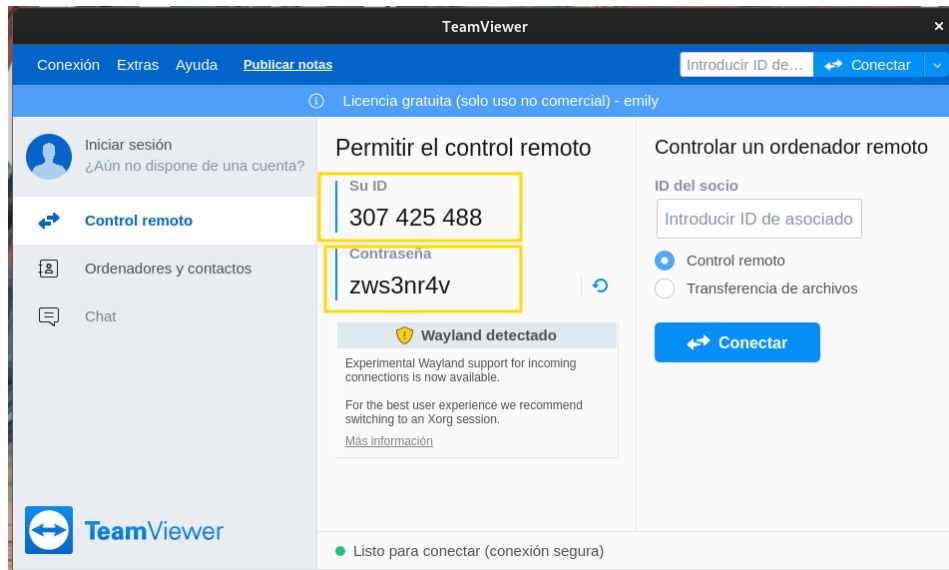 TeamViewer
Conexión Extras Ayuda Publicar notas Introducir ID de... Conectar
Licencia gratuita (solo uso no comercial) - emily
Iniciar sesión
¿Aún no dispone de una cuenta?
Control remoto
Ordenadores y contactos
Chat
TeamViewer
Permitir el control remoto
Su ID
307 425 488
Contraseña
zws3nr4v
Wayland detectado
Experimental Wayland support for incoming
connections is now available.
For the best user experience we recommend
switching to an Xorg session.
Más información
Controlar un ordenador remoto
ID del socio
Introducir ID de asociado
Control remoto
Transferencia de archivos
Conectar
Listo para conectar (conexión segura)